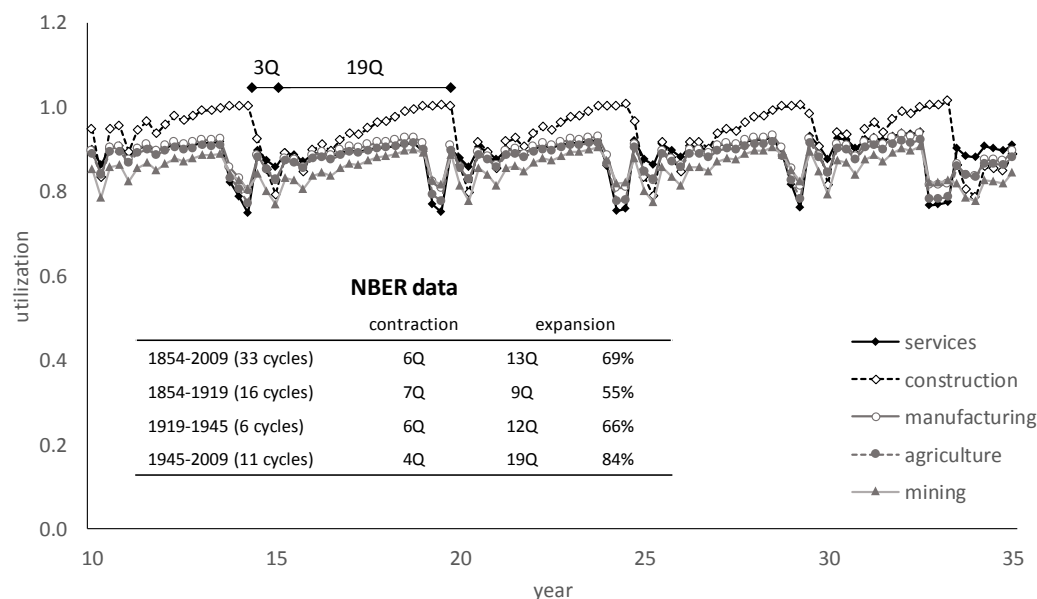 1.2
3Q 19Q
1.0
0.8
0.6
0.4
0.2
0.0
utilization
NBER data
contraction expansion
1854-2009 (33 cycles) 6Q 13Q 69%
1854-1919 (16 cycles) 7Q 9Q 55%
1919-1945 (6 cycles) 6Q 12Q 66%
1945-2009 (11 cycles) 4Q 19Q 84%
services
construction
manufacturing
agriculture
mining
10 15 20 25 30 35
year